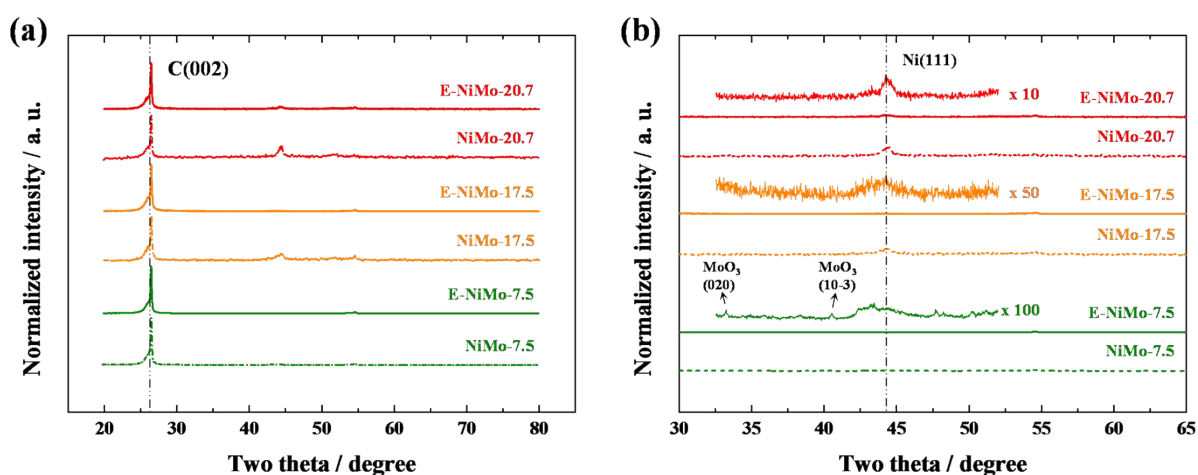 (a)
Normalized intensity / a. u.
C(002)
E-NiMo-20.7
NiMo-20.7
E-NiMo-17.5
NiMo-17.5
E-NiMo-7.5
NiMo-7.5
20 30 40 50 60 70 80
Two theta / degree
(b)
Normalized intensity / a. u.
Ni(111)
x 10 E-NiMo-20.7
NiMo-20.7
x 50 E-NiMo-17.5
NiMo-17.5
MoO₃
(020)
MoO₃
(10-3)
x 100 E-NiMo-7.5
NiMo-7.5
30 35 40 45 50 55 60 65
Two theta / degree